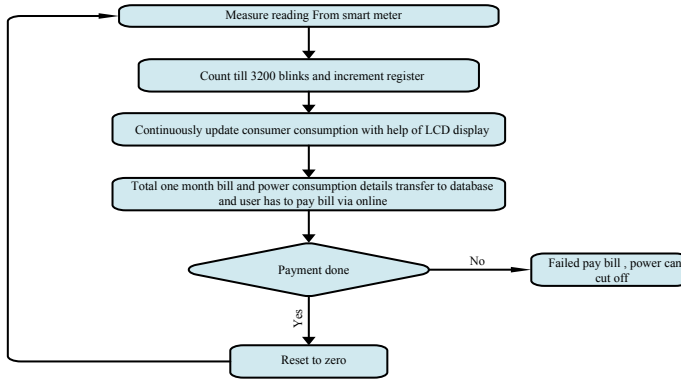 Measure reading From smart meter
Count till 3200 blinks and increment register
Continuously update consumer consumption with help of LCD display
Total one month bill and power consumption details transfer to database
and user has to pay bill via online
Payment done
No
Failed pay bill , power can
cut off
Yes
Reset to zero